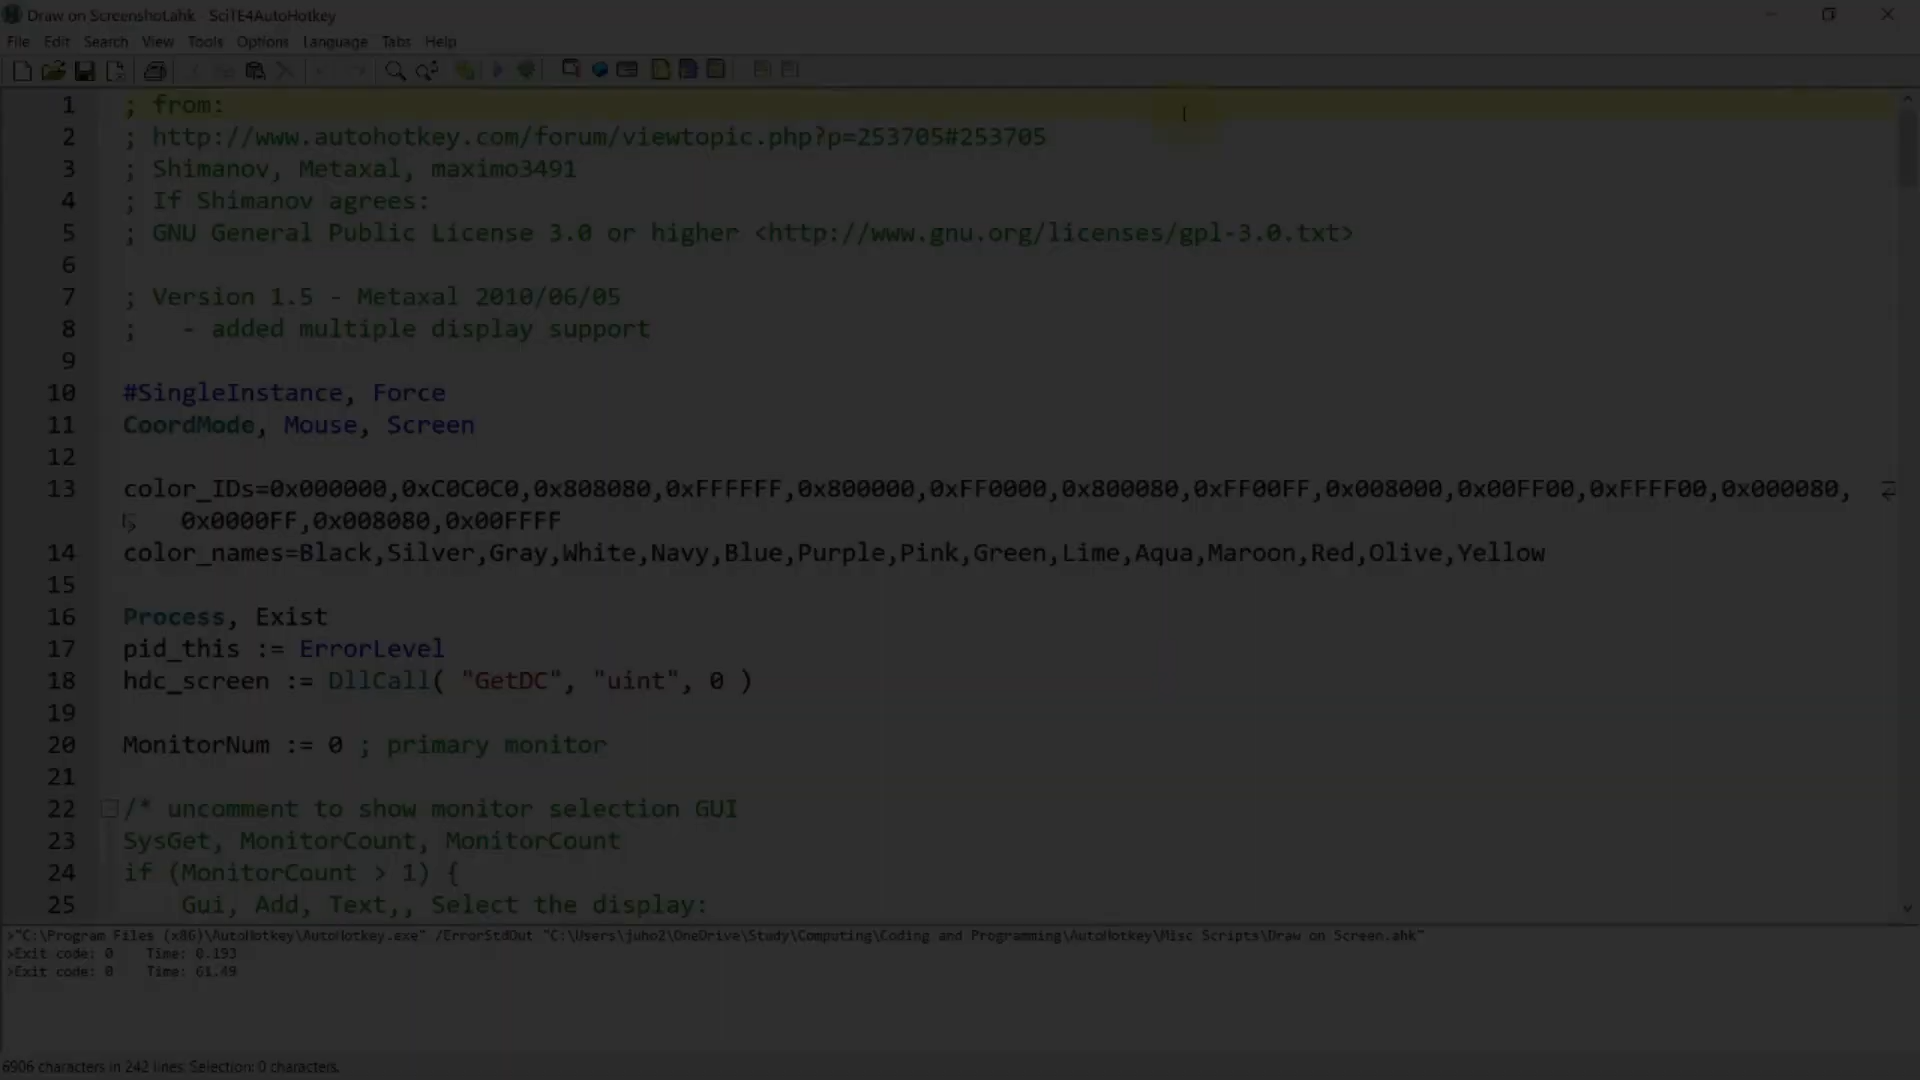 Draw on Screenshot.ahk - SciTE4AutoHotkey
File Edit Search View Tools Options Language Tabs Help
1 ; from:
2 ; http://www.autohotkey.com/forum/viewtopic.php?p=253705#253705
3 ; Shimanov, Metaxal, maximo3491
4 ; If Shimanov agrees:
5 ; GNU General Public License 3.0 or higher <http://www.gnu.org/licenses/gpl-3.0.txt>
6
7 ; Version 1.5 - Metaxal 2010/06/05
8 ;   - added multiple display support
9
10 #SingleInstance, Force
11 CoordMode, Mouse, Screen
12
13 color_IDs=0x000000,0xC0C0C0,0x808080,0xFFFFFF,0x800000,0xFF0000,0x800080,0xFF00FF,0x008000,0x00FF00,0xFFFF00,0x000080,
0x0000FF,0x008080,0x00FFFF
14 color_names=Black,Silver,Gray,White,Navy,Blue,Purple,Pink,Green,Lime,Aqua,Maroon,Red,Olive,Yellow
15
16 Process, Exist
17 pid_this := ErrorLevel
18 hdc_screen := DllCall( "GetDC", "uint", 0 )
19
20 MonitorNum := 0 ; primary monitor
21
22 /* uncomment to show monitor selection GUI
23 SysGet, MonitorCount, MonitorCount
24 if (MonitorCount > 1) {
25     Gui, Add, Text,, Select the display:
>"C:\Program Files (x86)\AutoHotkey\AutoHotkey.exe" /ErrorStdOut "C:\Users\juho2\OneDrive\Study\Computing\Coding and Programming\AutoHotkey\Misc Scripts\Draw on Screen.ahk"
>Exit code: 0    Time: 0.193
>Exit code: 0    Time: 61.49
6906 characters in 242 lines. Selection: 0 characters.